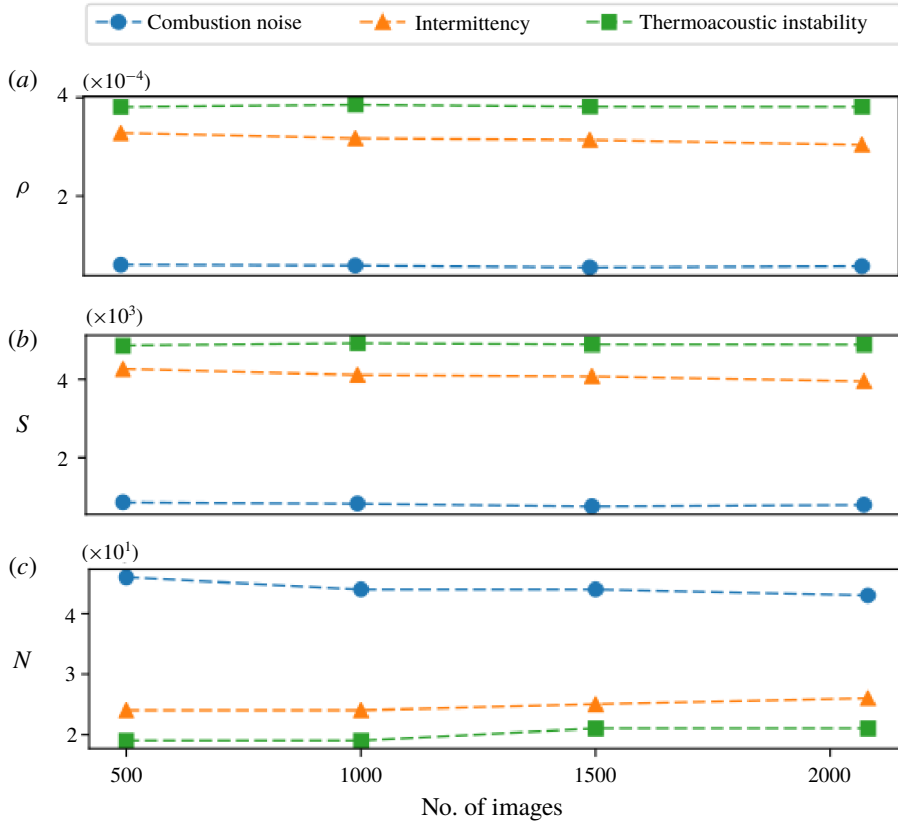 Combustion noise Intermittency Thermoacoustic instability
(a) (×10⁻⁴)
4
ρ
2
(b) (×10³)
4
S
2
(c) (×10¹)
4
N
3
2
500 1000 1500 2000
No. of images